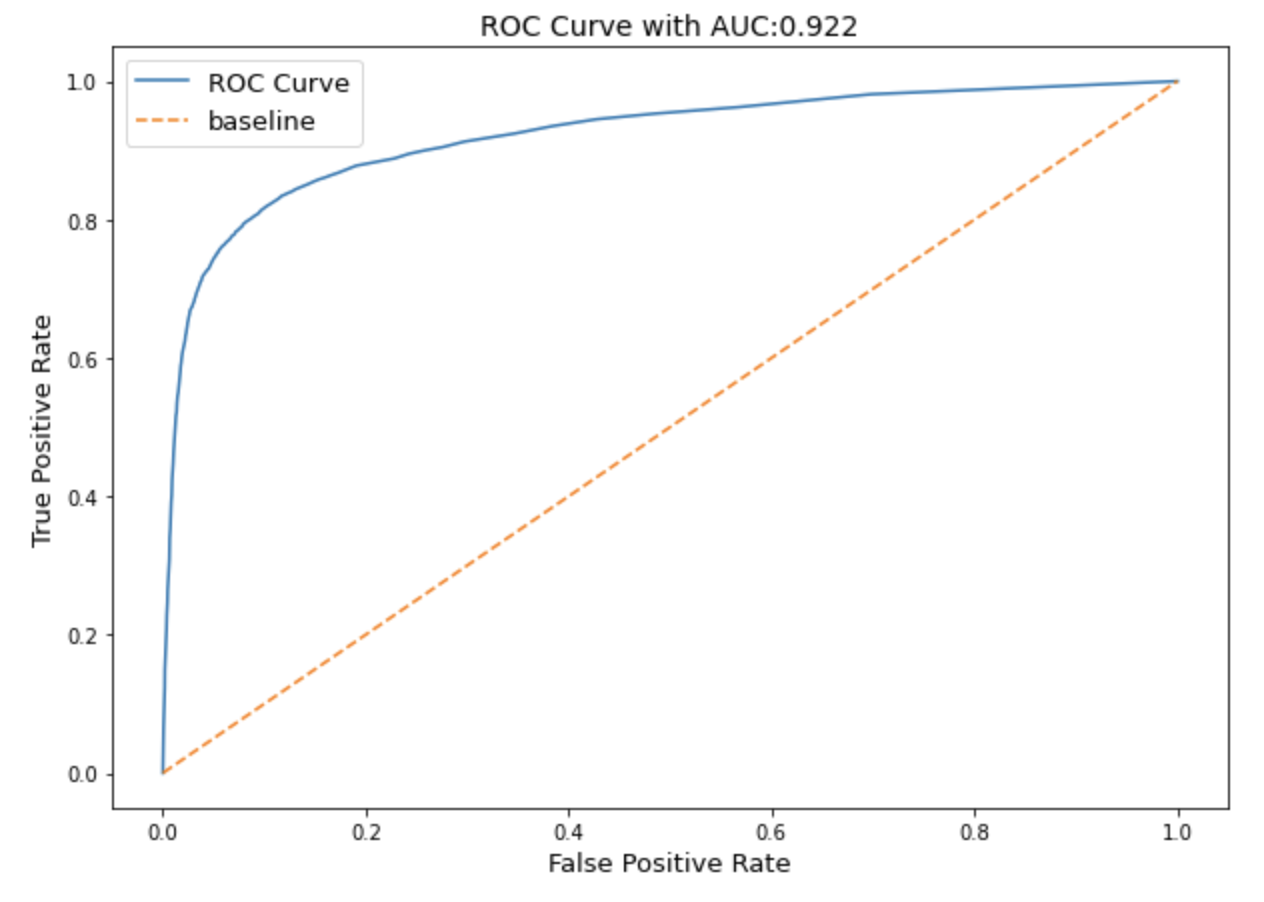 ROC Curve with AUC:0.922
ROC Curve
baseline
1.0
0.8
0.6
0.4
0.2
0.0
True Positive Rate
0.0 0.2 0.4 0.6 0.8 1.0
False Positive Rate